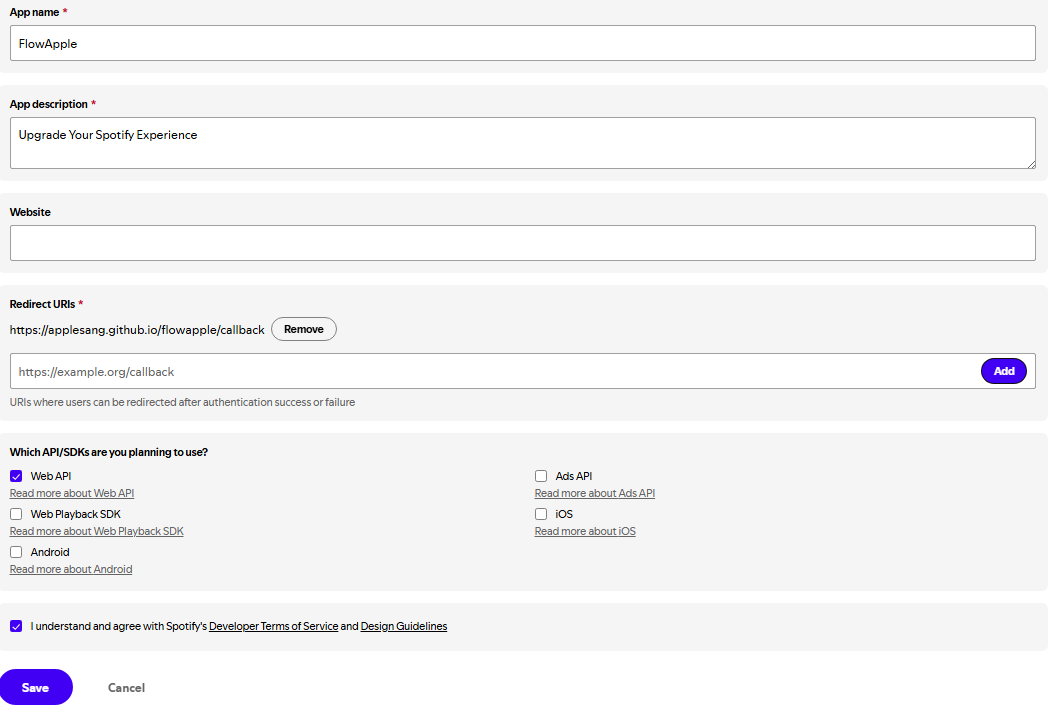 App name *
FlowApple
App description *
Upgrade Your Spotify Experience
Website
Redirect URIs *
https://applesang.github.io/flowapple/callback Remove
https://example.org/callback Add
URIs where users can be redirected after authentication success or failure
Which API/SDKs are you planning to use?
Web API
Read more about Web API
Ads API
Read more about Ads API
Web Playback SDK
Read more about Web Playback SDK
iOS
Read more about iOS
Android
Read more about Android
I understand and agree with Spotify's Developer Terms of Service and Design Guidelines
Save Cancel